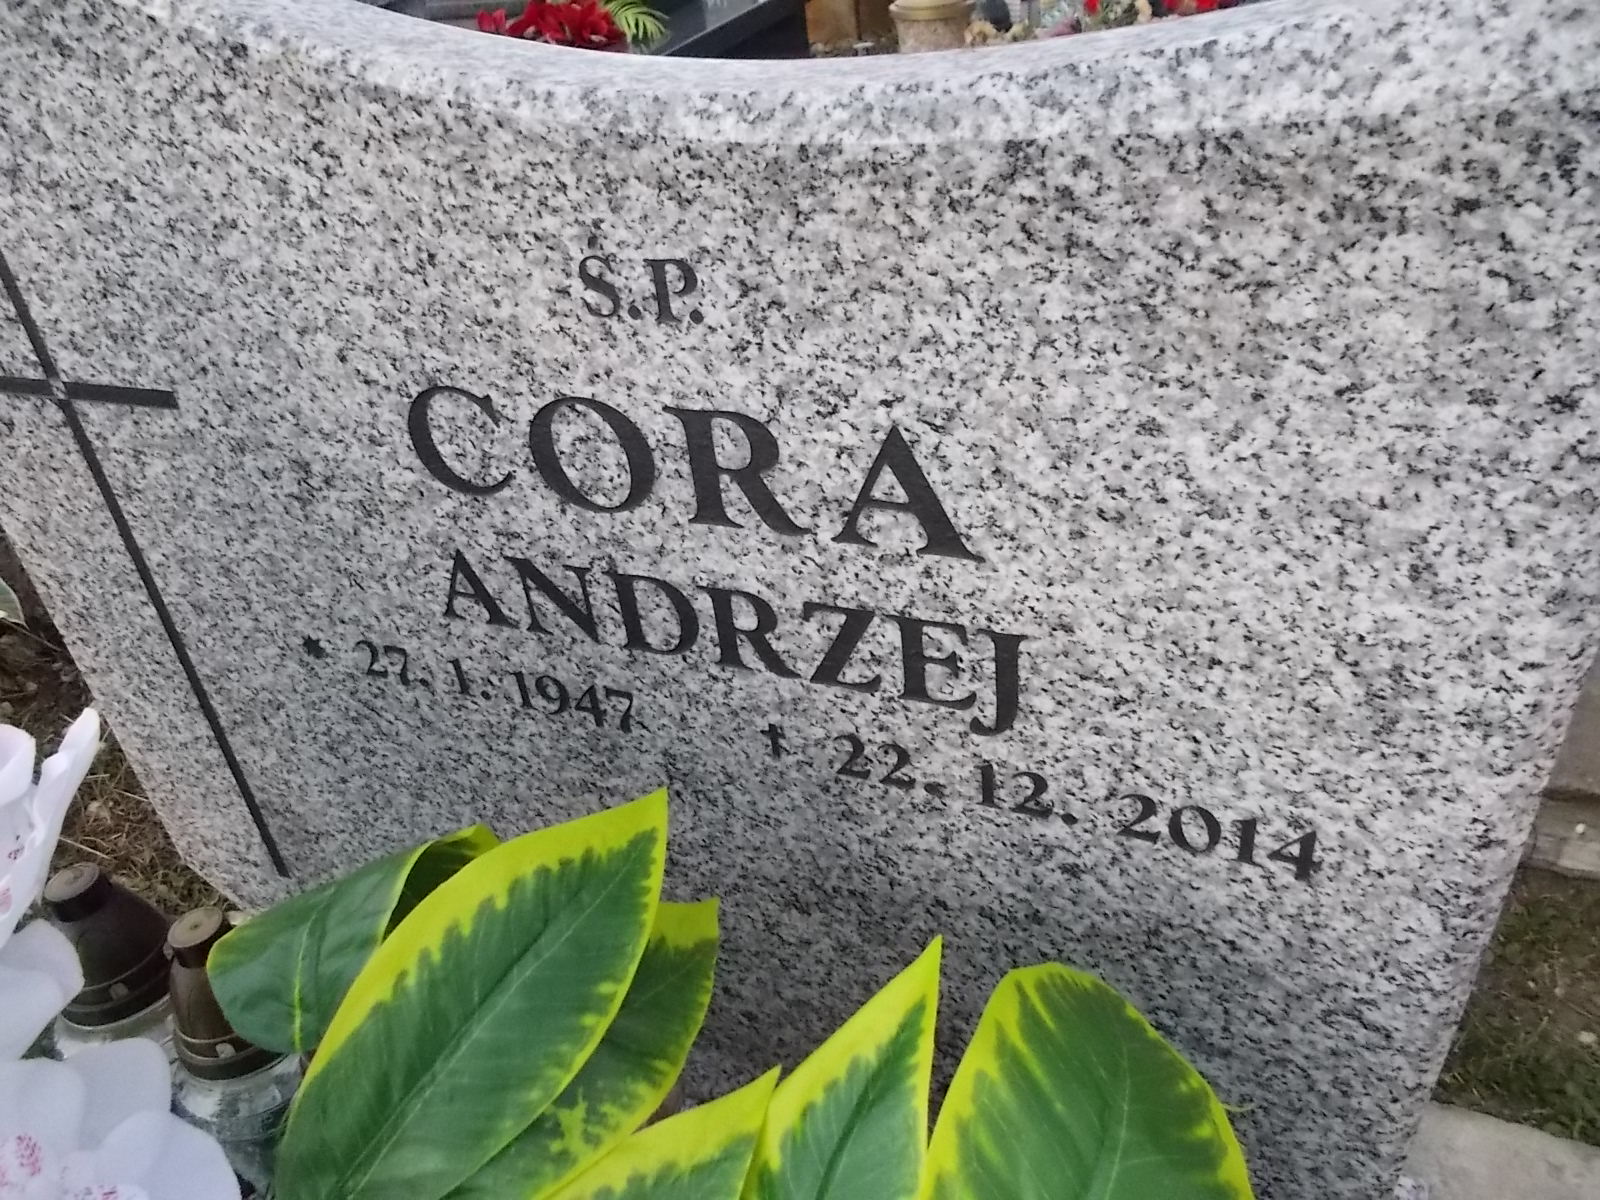 Ś.P.
CORA
ANDRZEJ
* 27. 1. 1947 † 22. 12. 2014